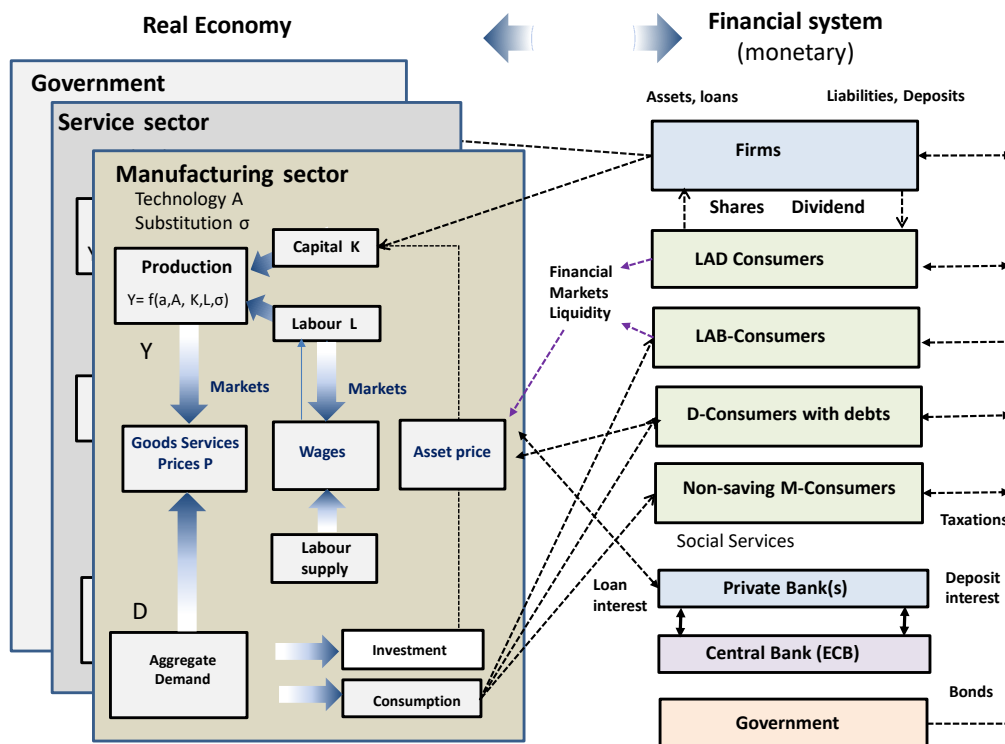 Real Economy
Financial system
(monetary)
Government
Service sector
Manufacturing sector
Technology A
Substitution σ
Capital K
Production
Y= f(a,A, K,L,σ)
Labour L
Y
Markets
Markets
Goods Services
Prices P
Wages
Asset price
Labour
supply
D
Aggregate
Demand
Investment
Consumption
Assets, loans
Liabilities, Deposits
Firms
Shares
Dividend
LAD Consumers
Financial
Markets
Liquidity
LAB-Consumers
D-Consumers with debts
Non-saving M-Consumers
Taxations
Social Services
Loan
interest
Private Bank(s)
Deposit
interest
Central Bank (ECB)
Bonds
Government